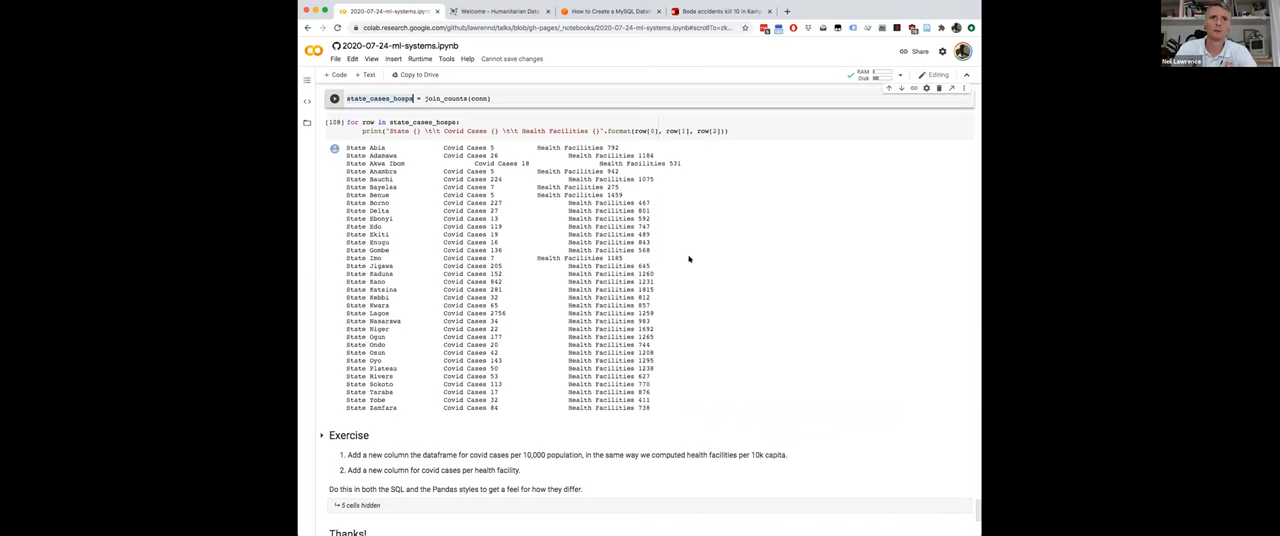 2020-07-24-ml-systems.ipynb
Welcome - Humanitarian Data
How to Create a MySQL Datab
Boda accidents kill 10 in Kam
colab.research.google.com/github/lawrennd/talks/blob/gh-pages/_notebooks/2020-07-24-ml-systems.ipynb#scrollTo=zk...
Neil Lawrence
2020-07-24-ml-systems.ipynb
File Edit View Insert Runtime Tools Help Cannot save changes
Share
+ Code + Text Copy to Drive
RAM
Disk
Editing
state_cases_hosps = join_counts(conn)
[108] for row in state_cases_hosps:
print("State {} \t\t Covid Cases {} \t\t Health Facilities {}".format(row[0], row[1], row[2]))
State Abia Covid Cases 5 Health Facilities 792
State Adamawa Covid Cases 26 Health Facilities 1184
State Akwa Ibom Covid Cases 18 Health Facilities 531
State Anambra Covid Cases 5 Health Facilities 942
State Bauchi Covid Cases 224 Health Facilities 1075
State Bayelsa Covid Cases 7 Health Facilities 275
State Benue Covid Cases 5 Health Facilities 1459
State Borno Covid Cases 227 Health Facilities 467
State Delta Covid Cases 27 Health Facilities 801
State Ebonyi Covid Cases 13 Health Facilities 592
State Edo Covid Cases 119 Health Facilities 747
State Ekiti Covid Cases 19 Health Facilities 489
State Enugu Covid Cases 16 Health Facilities 843
State Gombe Covid Cases 136 Health Facilities 568
State Imo Covid Cases 7 Health Facilities 1185
State Jigawa Covid Cases 205 Health Facilities 645
State Kaduna Covid Cases 152 Health Facilities 1260
State Kano Covid Cases 842 Health Facilities 1231
State Katsina Covid Cases 281 Health Facilities 1815
State Kebbi Covid Cases 32 Health Facilities 812
State Kwara Covid Cases 65 Health Facilities 857
State Lagos Covid Cases 2756 Health Facilities 1259
State Nasarawa Covid Cases 34 Health Facilities 983
State Niger Covid Cases 22 Health Facilities 1692
State Ogun Covid Cases 177 Health Facilities 1265
State Ondo Covid Cases 20 Health Facilities 744
State Osun Covid Cases 42 Health Facilities 1208
State Oyo Covid Cases 143 Health Facilities 1295
State Plateau Covid Cases 50 Health Facilities 1238
State Rivers Covid Cases 53 Health Facilities 627
State Sokoto Covid Cases 113 Health Facilities 770
State Taraba Covid Cases 17 Health Facilities 876
State Yobe Covid Cases 32 Health Facilities 411
State Zamfara Covid Cases 84 Health Facilities 738
Exercise
1. Add a new column the dataframe for covid cases per 10,000 population, in the same way we computed health facilities per 10k capita.
2. Add a new column for covid cases per health facility.
Do this in both the SQL and the Pandas styles to get a feel for how they differ.
5 cells hidden
Thanks!